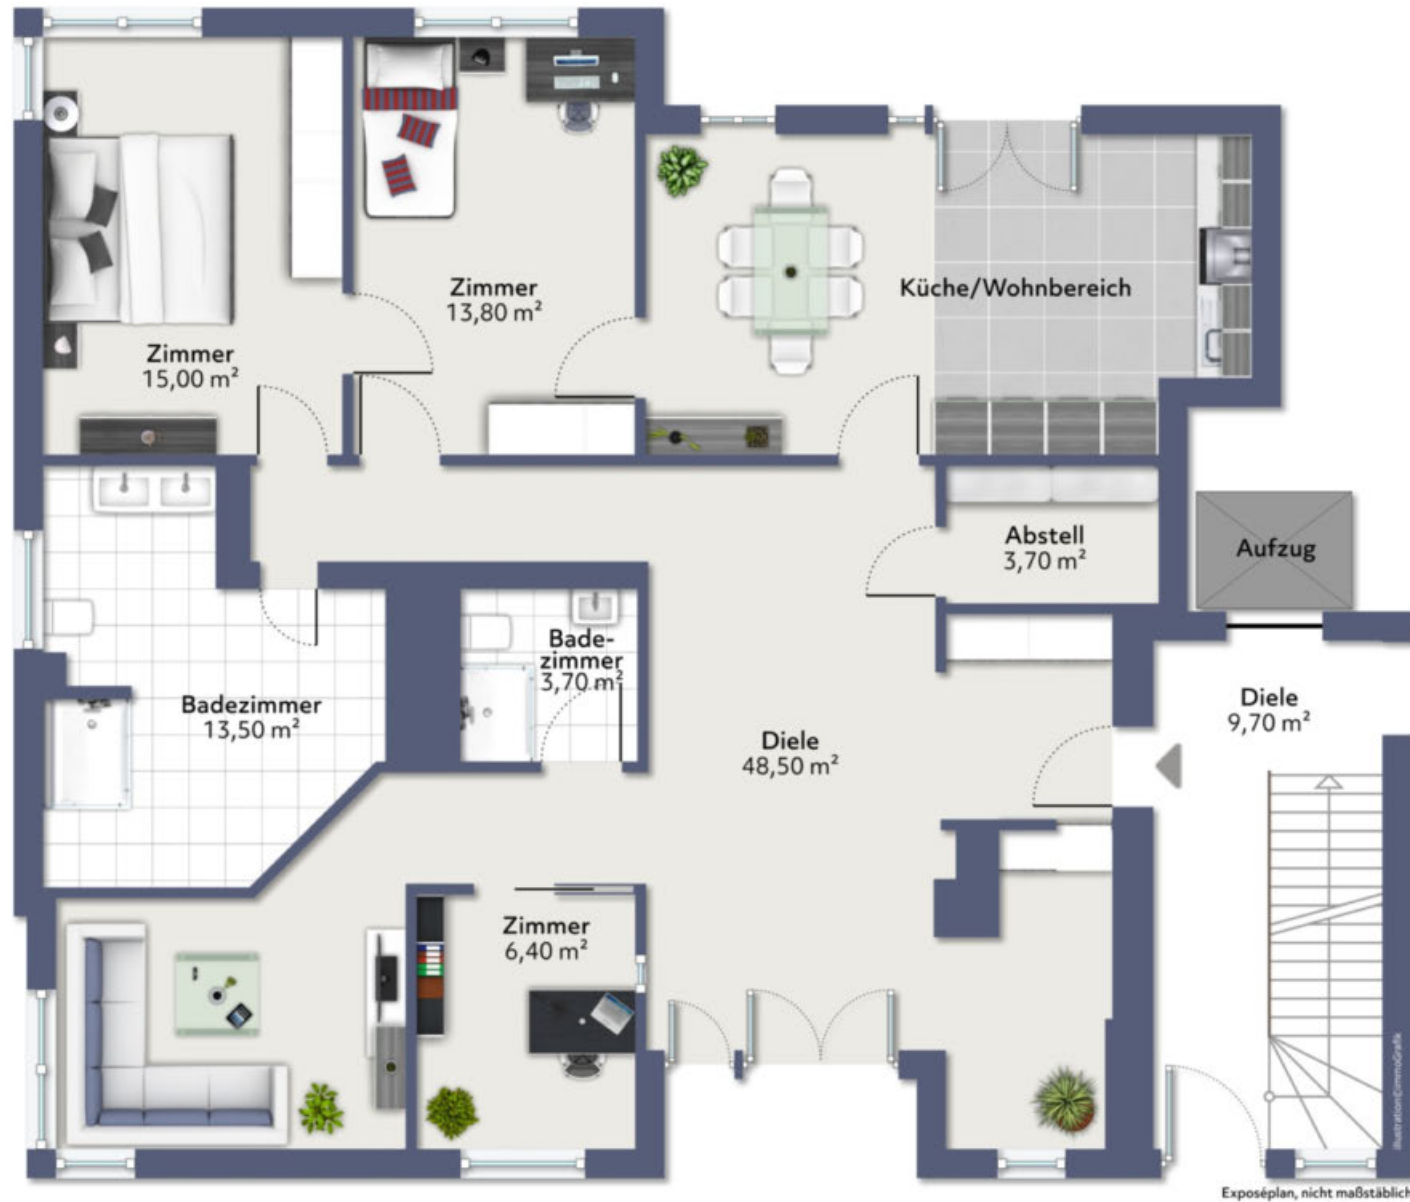 Zimmer
13,80 m²
Küche/Wohnbereich
Zimmer
15,00 m²
Abstell
3,70 m²
Aufzug
Bade-
zimmer
3,70 m²
Badezimmer
13,50 m²
Diele
48,50 m²
Diele
9,70 m²
Zimmer
6,40 m²
Illustration©immoGrafik
Exposéplan, nicht maßstäblich